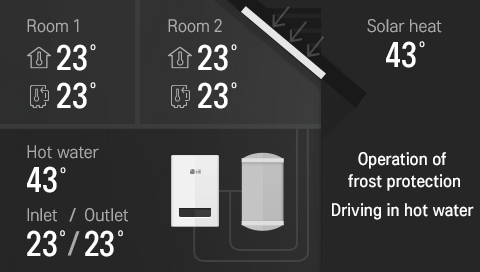 Room 1
23°
23°
Room 2
23°
23°
Solar heat
43°
Hot water
43°
Inlet / Outlet
23° / 23°
LG
Operation of
frost protection
Driving in hot water